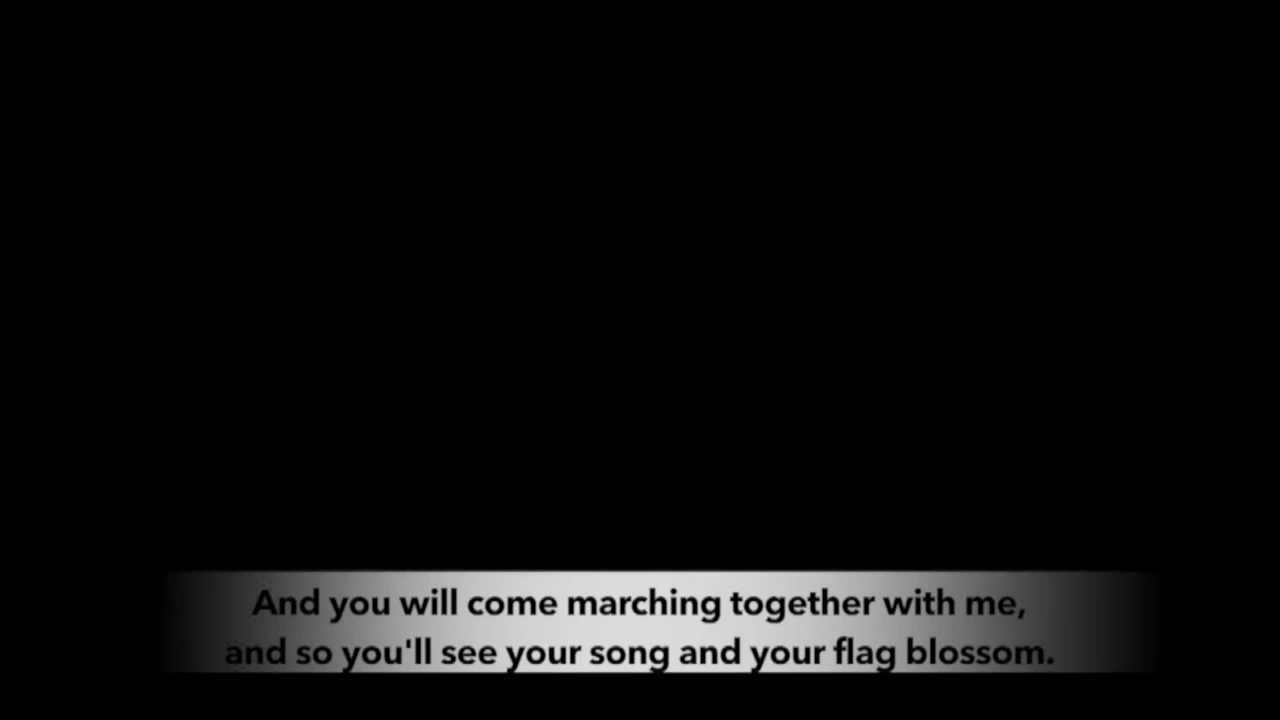 And you will come marching together with me,
and so you'll see your song and your flag blossom.